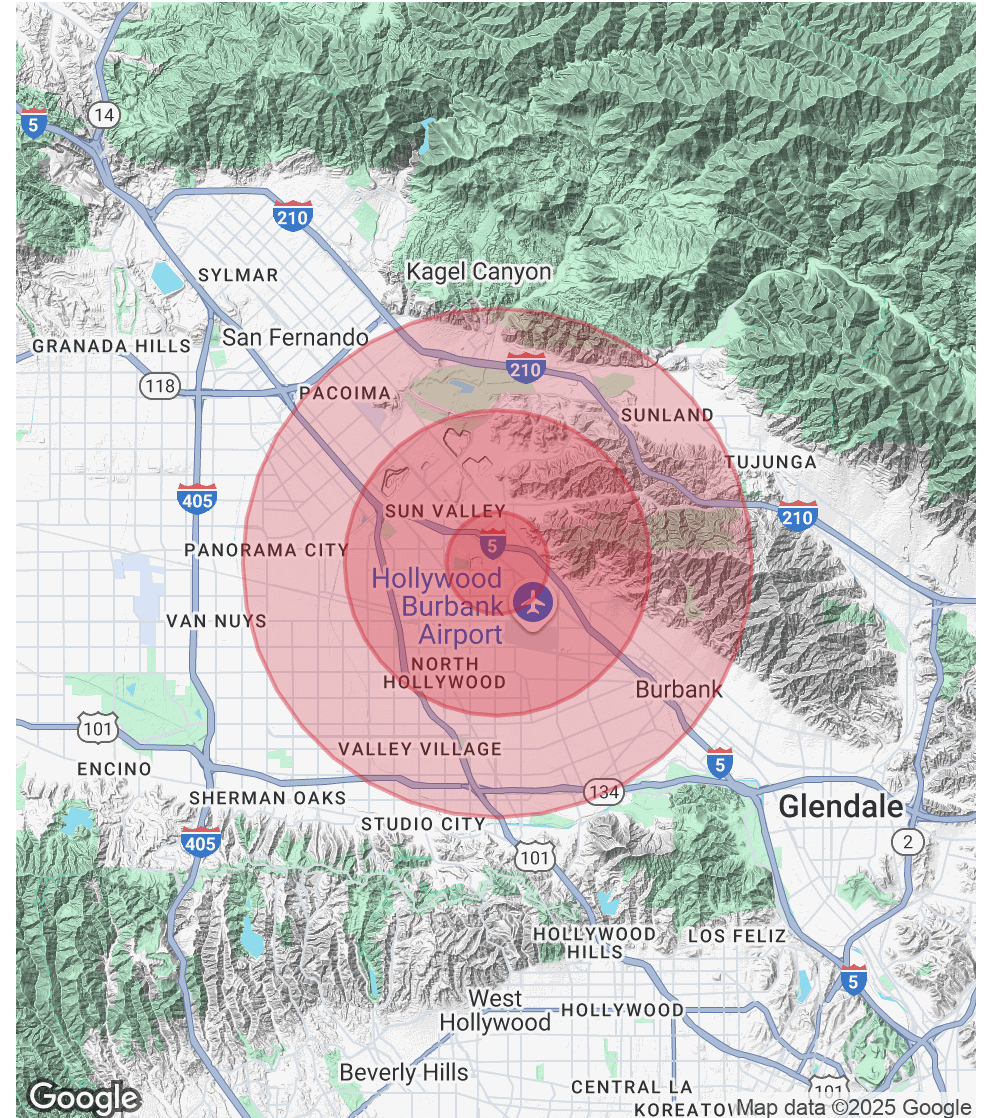 14
5
210
SYLMAR
Kagel Canyon
San Fernando
GRANADA HILLS
210
118
PACOIMA
SUNLAND
TUJUNGA
405
SUN VALLEY
210
5
PANORAMA CITY
Hollywood
Burbank
Airport
VAN NUYS
NORTH
HOLLYWOOD
Burbank
101
VALLEY VILLAGE
5
ENCINO
134
SHERMAN OAKS
Glendale
STUDIO CITY
405
2
101
HOLLYWOOD
HILLS
LOS FELIZ
5
West
Hollywood
HOLLYWOOD
Beverly Hills
CENTRAL LA
101
Google
Map data ©2025 Google